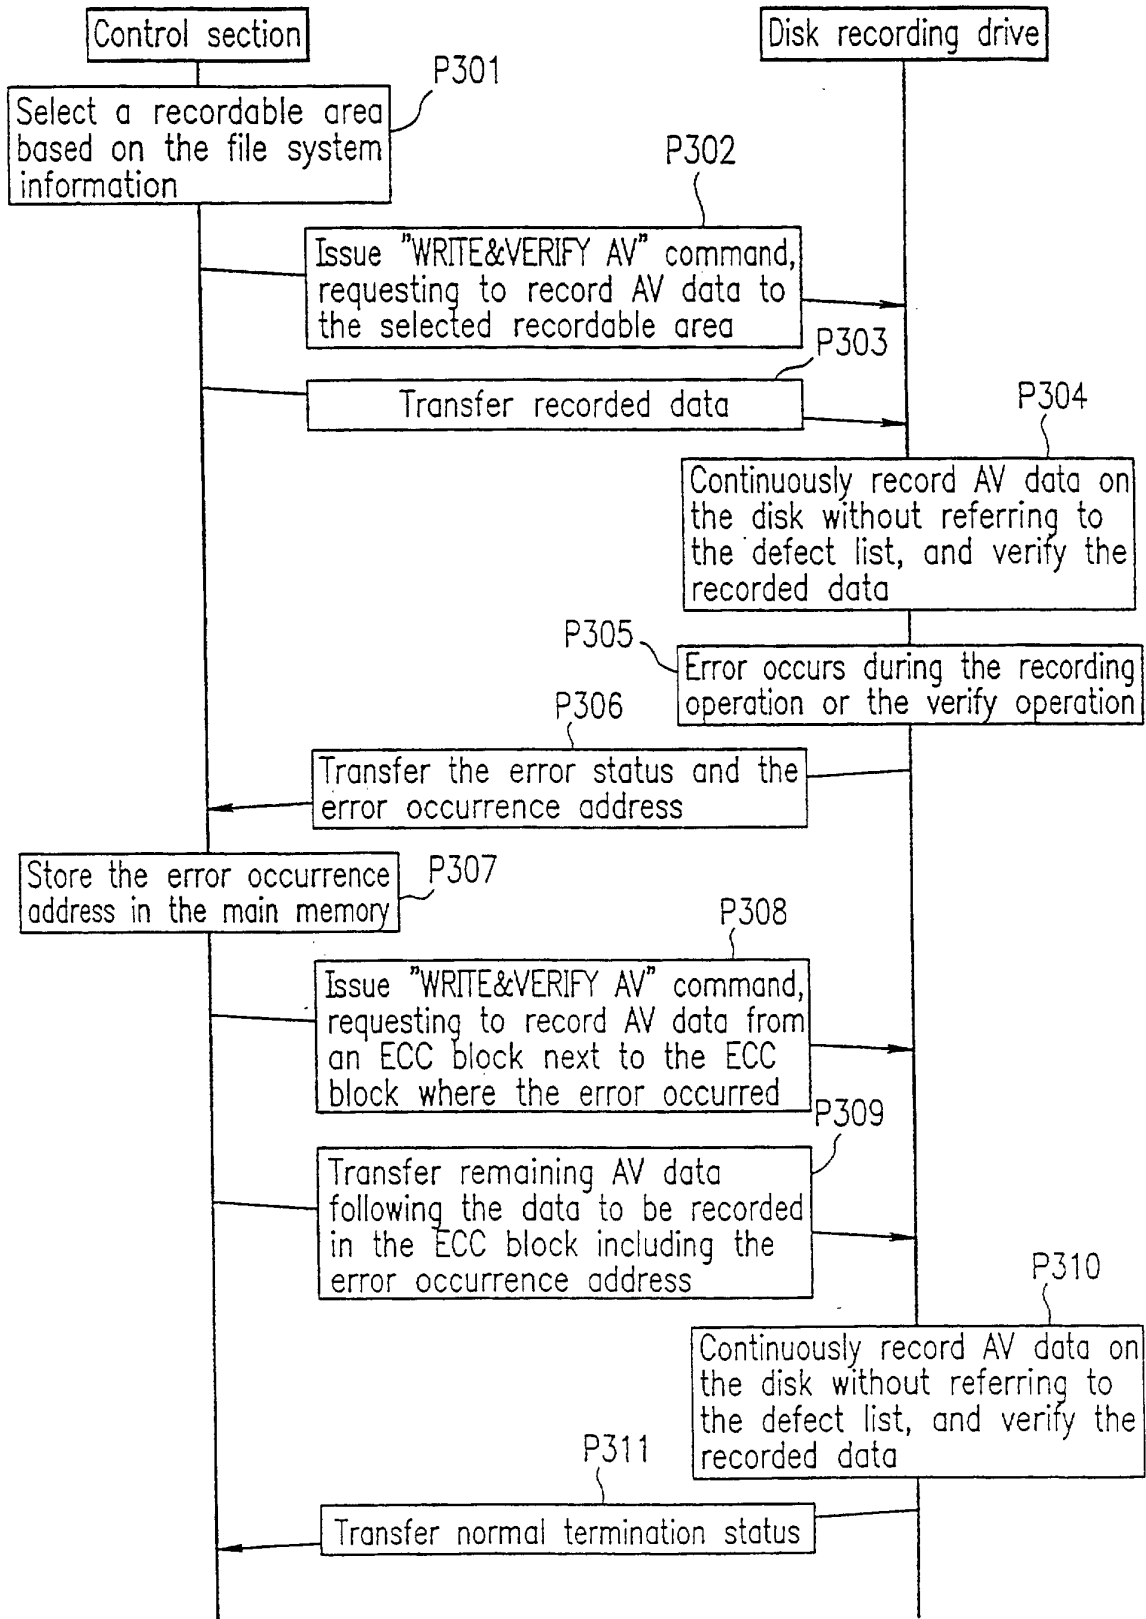 Control section
Disk recording drive
P301
Select a recordable area
based on the file system
information
P302
Issue "WRITE&VERIFY AV" command,
requesting to record AV data to
the selected recordable area
P303
Transfer recorded data
P304
Continuously record AV data on
the disk without referring to
the defect list, and verify the
recorded data
P305
Error occurs during the recording
operation or the verify operation
P306
Transfer the error status and the
error occurrence address
Store the error occurrence
address in the main memory
P307
P308
Issue "WRITE&VERIFY AV" command,
requesting to record AV data from
an ECC block next to the ECC
block where the error occurred
P309
Transfer remaining AV data
following the data to be recorded
in the ECC block including the
error occurrence address
P310
Continuously record AV data on
the disk without referring to
the defect list, and verify the
recorded data
P311
Transfer normal termination status